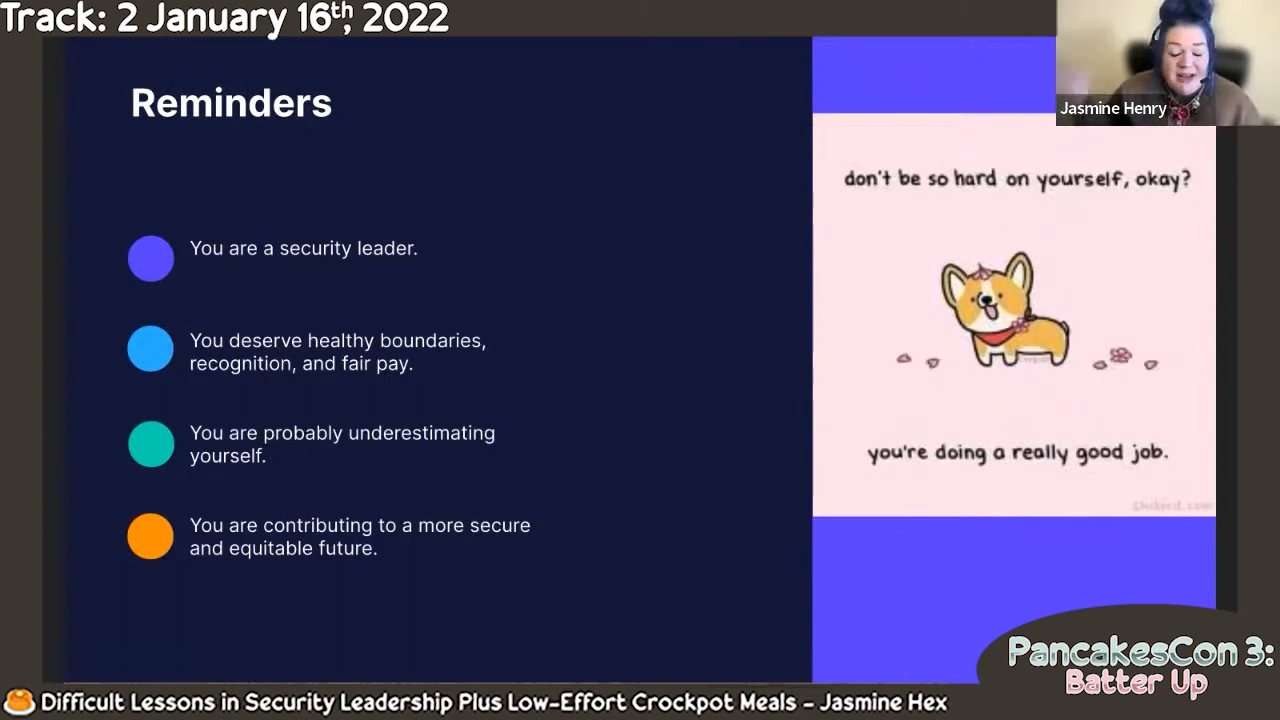 Track: 2 January 16th, 2022
Jasmine Henry
Reminders
You are a security leader.
You deserve healthy boundaries,
recognition, and fair pay.
You are probably underestimating
yourself.
You are contributing to a more secure
and equitable future.
don't be so hard on yourself, okay?
you're doing a really good job.
PancakesCon 3:
Batter Up
Difficult Lessons in Security Leadership Plus Low-Effort Crockpot Meals - Jasmine Hex